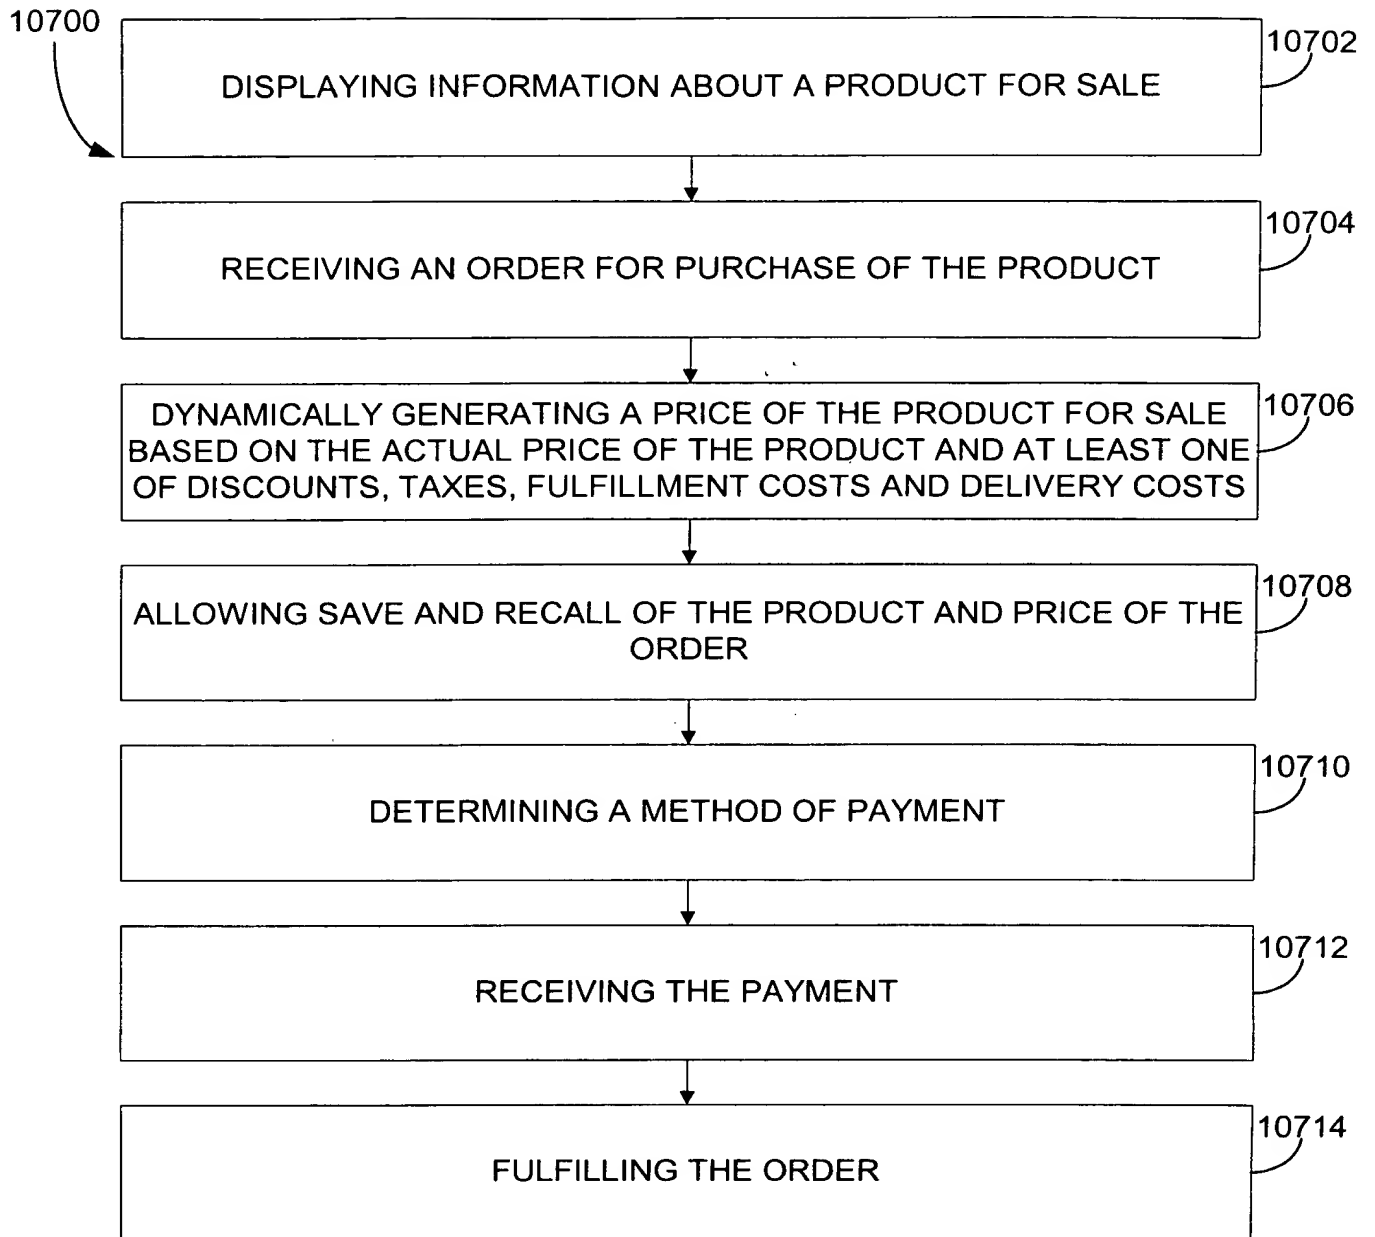 10700
10702
DISPLAYING INFORMATION ABOUT A PRODUCT FOR SALE
10704
RECEIVING AN ORDER FOR PURCHASE OF THE PRODUCT
10706
DYNAMICALLY GENERATING A PRICE OF THE PRODUCT FOR SALE
BASED ON THE ACTUAL PRICE OF THE PRODUCT AND AT LEAST ONE
OF DISCOUNTS, TAXES, FULFILLMENT COSTS AND DELIVERY COSTS
10708
ALLOWING SAVE AND RECALL OF THE PRODUCT AND PRICE OF THE
ORDER
10710
DETERMINING A METHOD OF PAYMENT
10712
RECEIVING THE PAYMENT
10714
FULFILLING THE ORDER